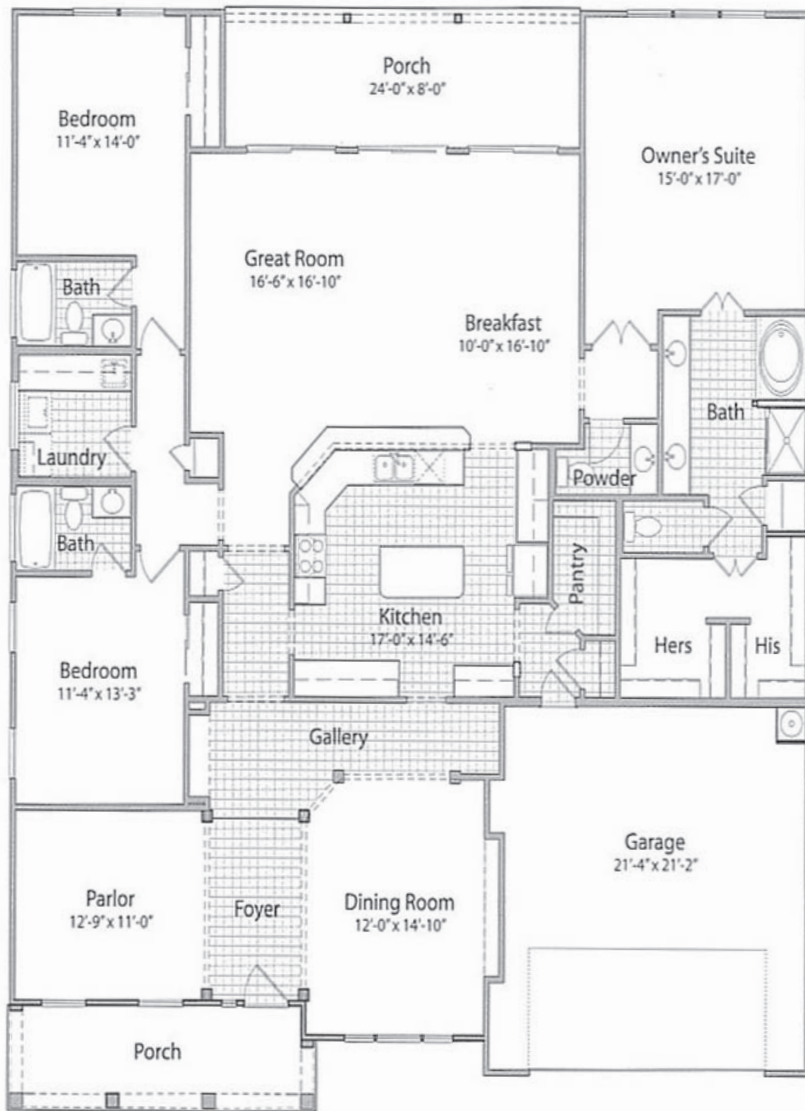 Porch
24'-0" x 8'-0"
Bedroom
11'-4" x 14'-0"
Owner's Suite
15'-0" x 17'-0"
Great Room
16'-6" x 16'-10"
Bath
Breakfast
10'-0" x 16'-10"
Bath
Laundry
Powder
Bath
Pantry
Kitchen
17'-0" x 14'-6"
Hers
His
Bedroom
11'-4" x 13'-3"
Gallery
Garage
21'-4" x 21'-2"
Parlor
12'-9" x 11'-0"
Foyer
Dining Room
12'-0" x 14'-10"
Porch